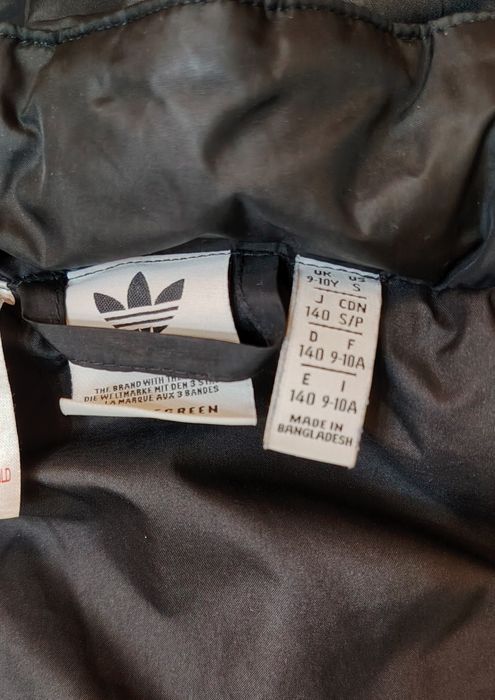 THE BRAND WITH THE
DIE WELTMARKE MIT DEN 3
LA MARQUE AUX 3 BANDES
GREEN
UK US
9-10Y S
J CDN
140 S/P
D F
140 9-10A
E I
140 9-10A
MADE IN
BANGLADESH